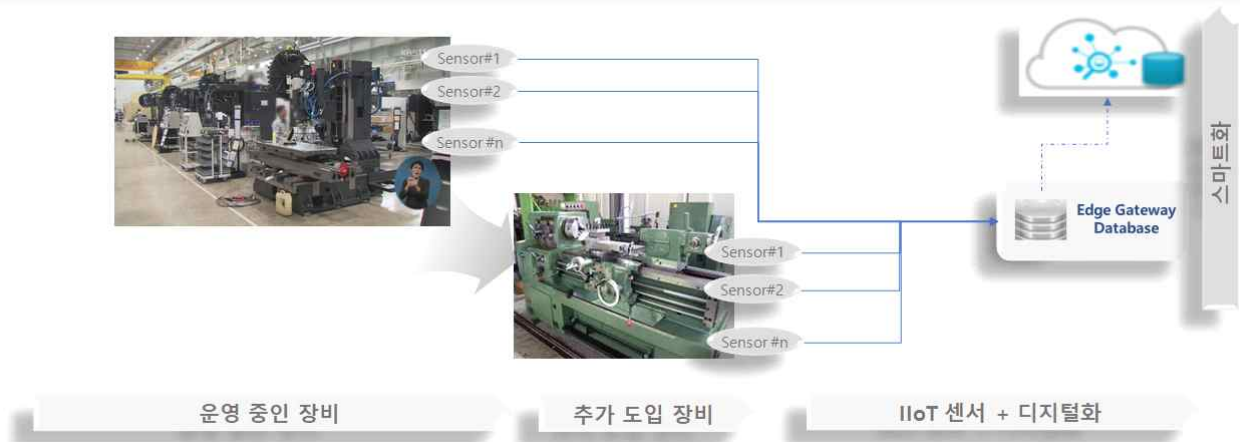 Sensor#1
Sensor#2
Sensor #n
Sensor#1
Sensor#2
Sensor #n
Edge Gateway
Database
스마트화
운영 중인 장비
추가 도입 장비
IIoT 센서 + 디지털화